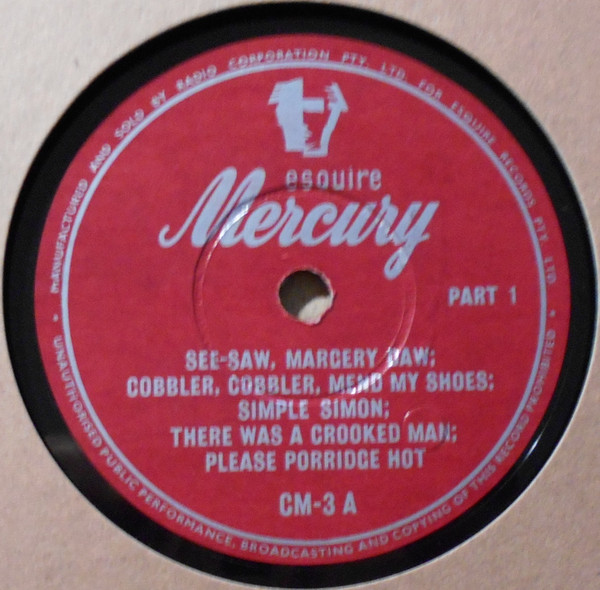 MANUFACTURED AND SOLD BY RADIO CORPORATION PTY. LTD. FOR ESQUIRE RECORDS PTY. LTD.
esquire
Mercury
PART 1
SEE-SAW, MARGERY DAW;
COBBLER, COBBLER, MEND MY SHOES;
SIMPLE SIMON;
THERE WAS A CROOKED MAN;
PLEASE PORRIDGE HOT
CM-3 A
UNAUTHORISED PUBLIC PERFORMANCE, BROADCASTING AND COPYING OF THIS RECORD PROHIBITED